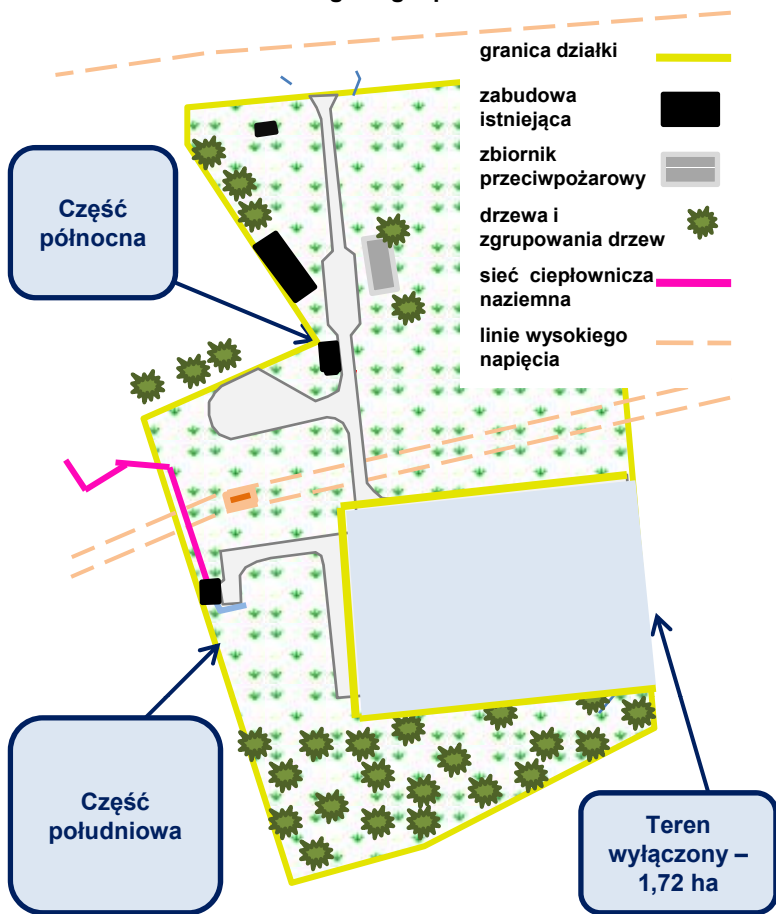 granica działki
zabudowa
istniejąca
zbiornik
przeciwpożarowy
drzewa i
zgrupowania drzew
sieć ciepłownicza
naziemna
linie wysokiego
napięcia
Część
północna
Część
południowa
Teren
wyłączony –
1,72 ha